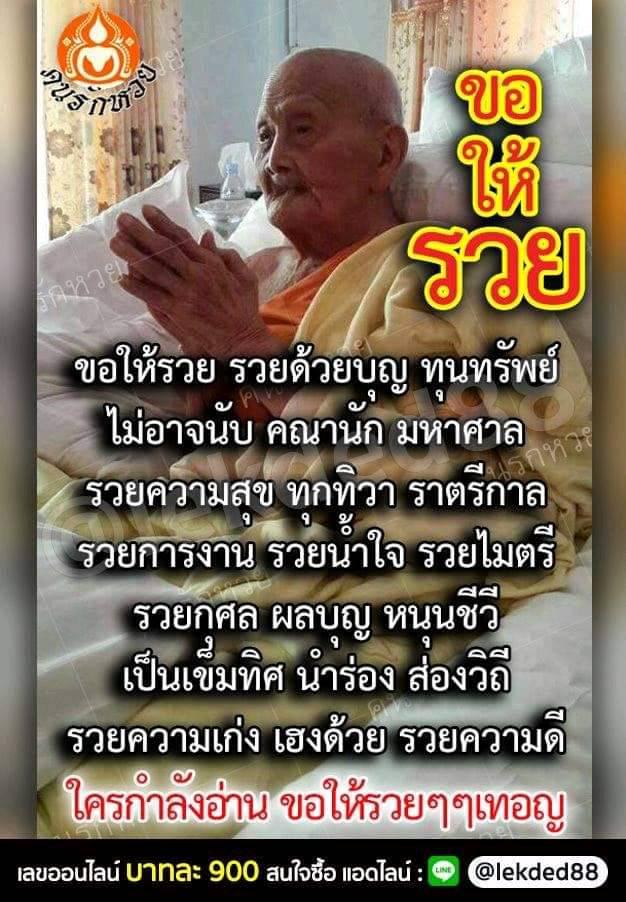 คนรักหวย
ขอ
ให้
รวย
ขอให้รวย รวยด้วยบุญ ทุนทรัพย์
ไม่อาจนับ คณานัก มหาศาล
รวยความสุข ทุกทิวา ราตรีกาล
รวยการงาน รวยน้ำใจ รวยไมตรี
รวยกุศล ผลบุญ หนุนชีวี
เป็นเข็มทิศ นำร่อง ส่องวิถี
รวยความเก่ง เฮงด้วย รวยความดี
ใครกำลังอ่าน ขอให้รวยๆๆเทอญ
@lekded88
เลขออนไลน์ บาทละ 900 สนใจซื้อ แอดไลน์ : LINE @lekded88